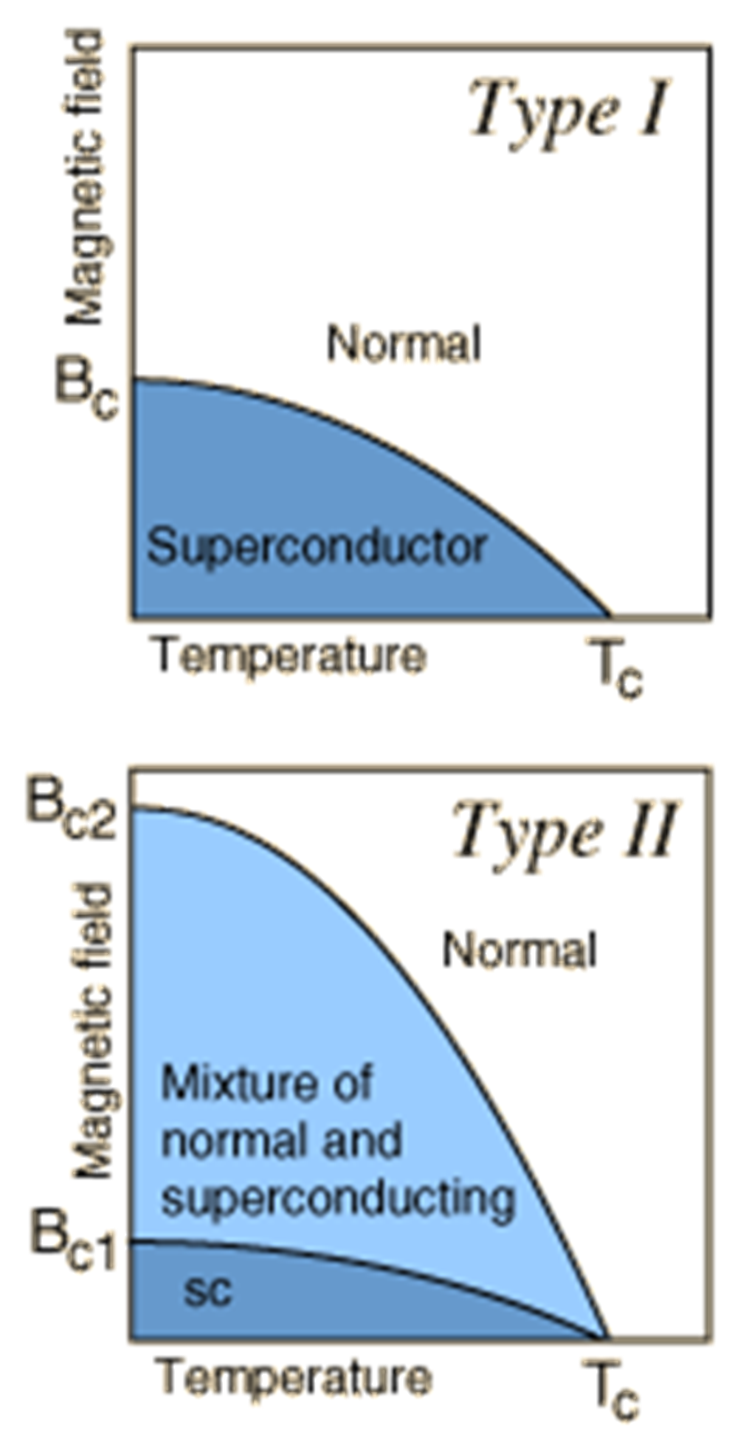 Magnetic field
Type I
Normal
Bc
Superconductor
Temperature
Tc
Bc2
Type II
Magnetic field
Normal
Mixture of
normal and
superconducting
Bc1
sc
Temperature
Tc